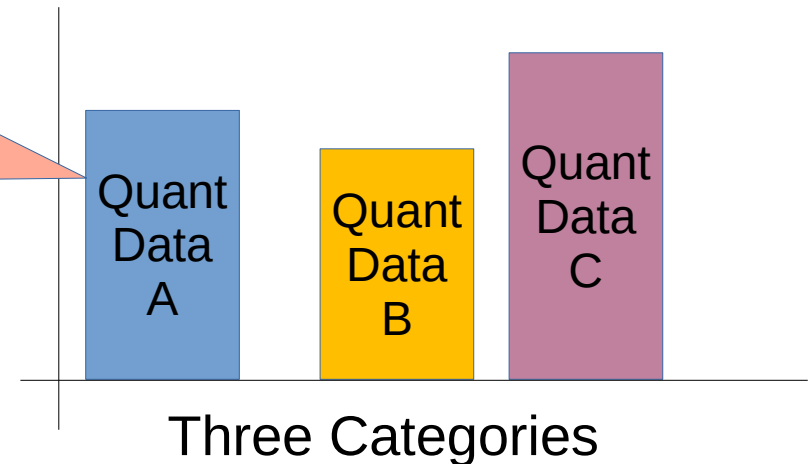 Quant
Data
A
Quant
Data
B
Quant
Data
C
Three Categories